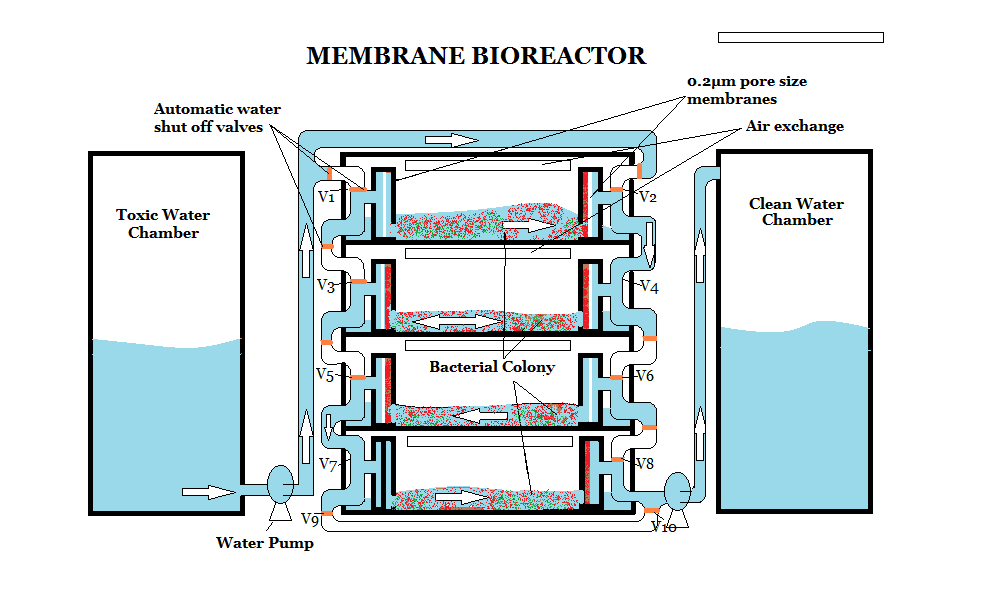 MEMBRANE BIOREACTOR
0.2µm pore size
membranes
Automatic water
shut off valves
Air exchange
Toxic Water
Chamber
Clean Water
Chamber
V1
V2
V3
V4
Bacterial Colony
V5
V6
V7
V8
V9
V10
Water Pump